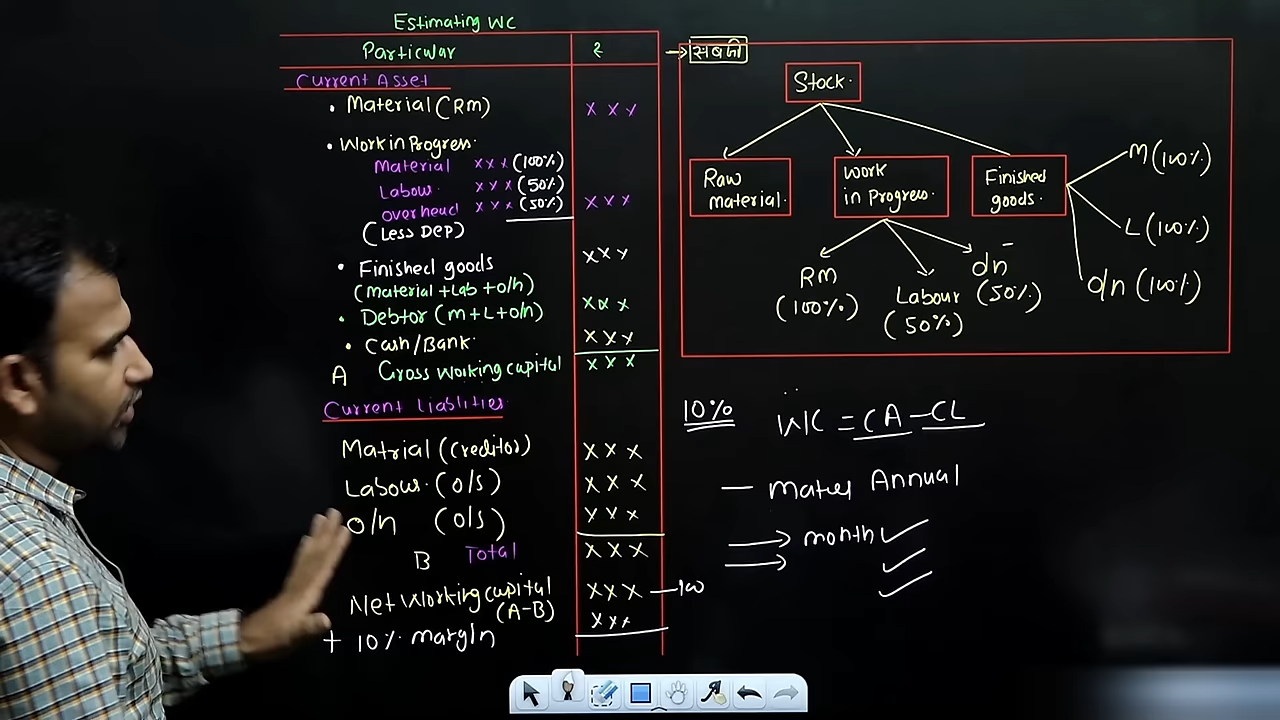 Estimating WC
Particular ₹
Current Asset
• Material (Rm) x x y
• Work in Progress.
Material x x x (100%)
Labour. x x x (50%)
overhead x x x (50%) x x x
(Less Dep)
• Finished goods x x y
(Material + Lab + o/h)
• Debtor (m + L + o/h) x x x
• Cash/Bank x x y
A Gross Working Capital x x x
Current Liablities
Matrial (creditor) x x x
Labour. (o/s) x x x
o/h (o/s) x x x
B Total x x x
Net Working capital x x x — 100
(A-B)
+ 10% margin x x x
→ सबजी
Stock.
Raw material.
Work in Progress.
Finished goods.
M (100%)
L (100%)
o/h (100%)
RM (100%)
Labour (50%)
(50%)
10% WC = CA - CL
— Annual
→ month ✓
→ ✓
✓